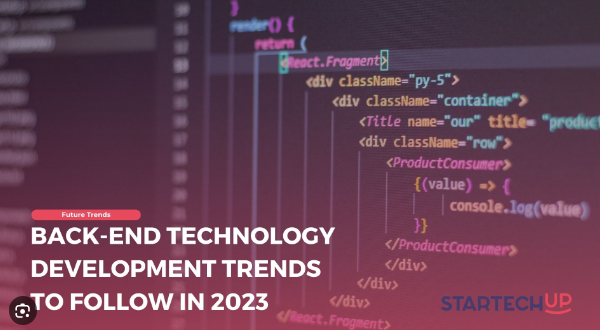 }
render() {
return (
<React.Fragment>
<div className="py-5">
<div className="container">
<Title name="our" title= "product
<div className="row">
<ProductConsumer>
{(value) => {
console.log(value)
}}
</ProductConsumer>
</div>
</div>
</div>
</React.Fragment>
Future Trends
BACK-END TECHNOLOGY
DEVELOPMENT TRENDS
TO FOLLOW IN 2023
STARTECHUP